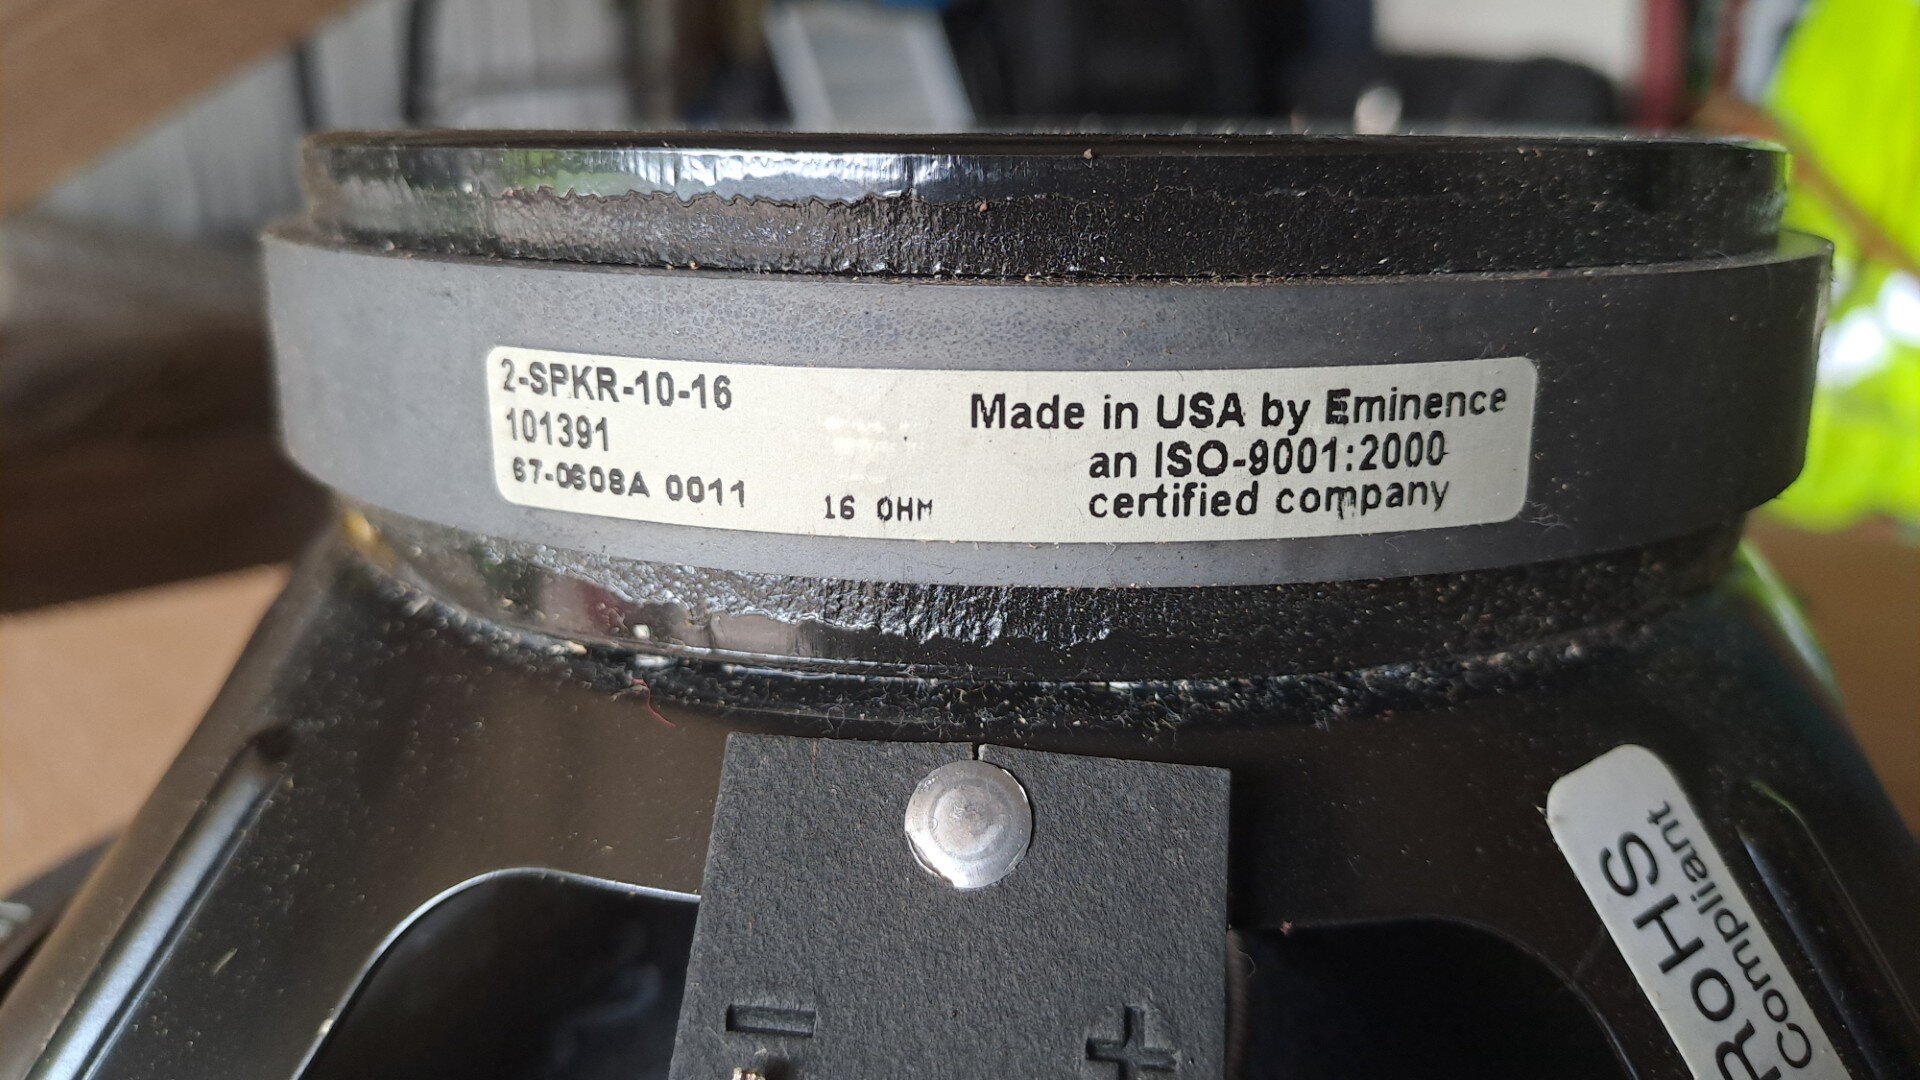 2-SPKR-10-16
101391
67-0608A 0011
16 OHM
Made in USA by Eminence
an ISO-9001:2000
certified company
- +
RoHS
Compliant